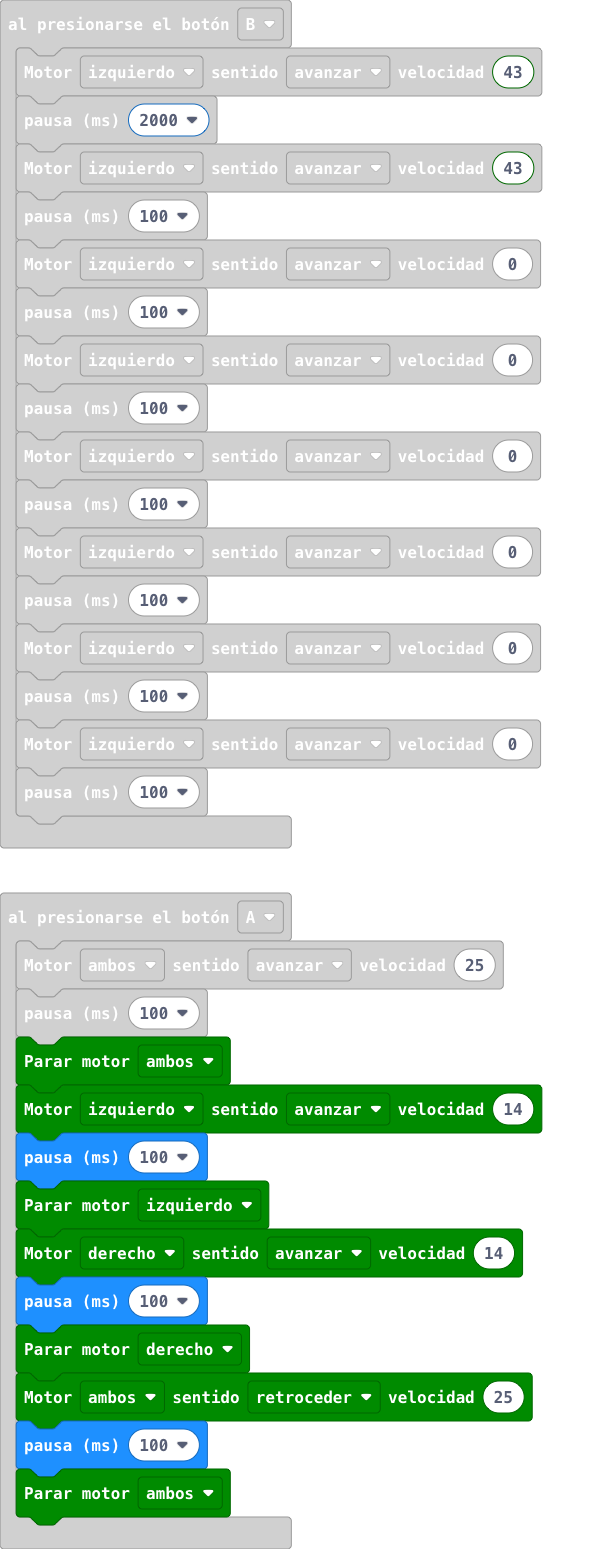 al presionarse el botón B
Motor izquierdo sentido avanzar velocidad 43
pausa (ms) 2000
Motor izquierdo sentido avanzar velocidad 43
pausa (ms) 100
Motor izquierdo sentido avanzar velocidad 0
pausa (ms) 100
Motor izquierdo sentido avanzar velocidad 0
pausa (ms) 100
Motor izquierdo sentido avanzar velocidad 0
pausa (ms) 100
Motor izquierdo sentido avanzar velocidad 0
pausa (ms) 100
Motor izquierdo sentido avanzar velocidad 0
pausa (ms) 100
Motor izquierdo sentido avanzar velocidad 0
pausa (ms) 100
al presionarse el botón A
Motor ambos sentido avanzar velocidad 25
pausa (ms) 100
Parar motor ambos
Motor izquierdo sentido avanzar velocidad 14
pausa (ms) 100
Parar motor izquierdo
Motor derecho sentido avanzar velocidad 14
pausa (ms) 100
Parar motor derecho
Motor ambos sentido retroceder velocidad 25
pausa (ms) 100
Parar motor ambos